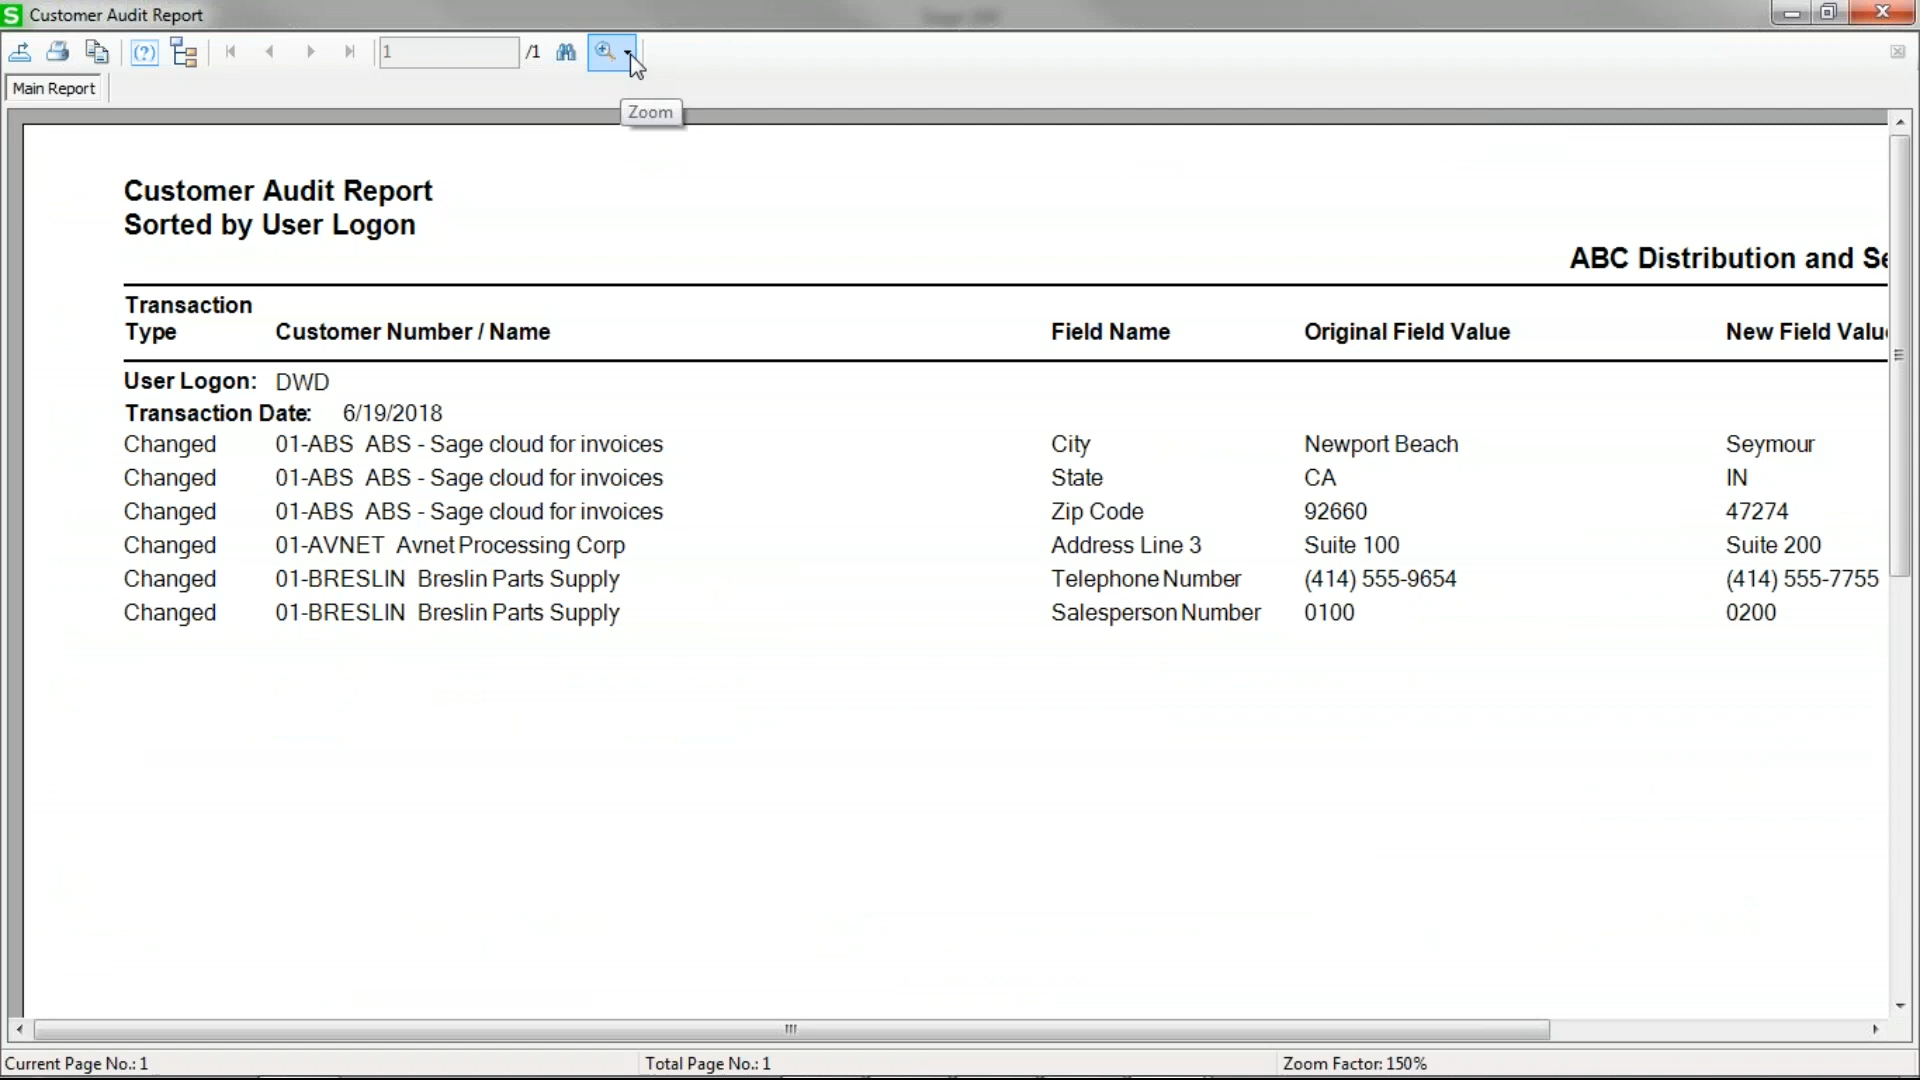 S Customer Audit Report
1 /1
Main Report
Zoom
Customer Audit Report
Sorted by User Logon
ABC Distribution and Se
Transaction
Type Customer Number / Name Field Name Original Field Value New Field Value
User Logon: DWD
Transaction Date: 6/19/2018
Changed 01-ABS ABS - Sage cloud for invoices City Newport Beach Seymour
Changed 01-ABS ABS - Sage cloud for invoices State CA IN
Changed 01-ABS ABS - Sage cloud for invoices Zip Code 92660 47274
Changed 01-AVNET Avnet Processing Corp Address Line 3 Suite 100 Suite 200
Changed 01-BRESLIN Breslin Parts Supply Telephone Number (414) 555-9654 (414) 555-7755
Changed 01-BRESLIN Breslin Parts Supply Salesperson Number 0100 0200
Current Page No.: 1 Total Page No.: 1 Zoom Factor: 150%